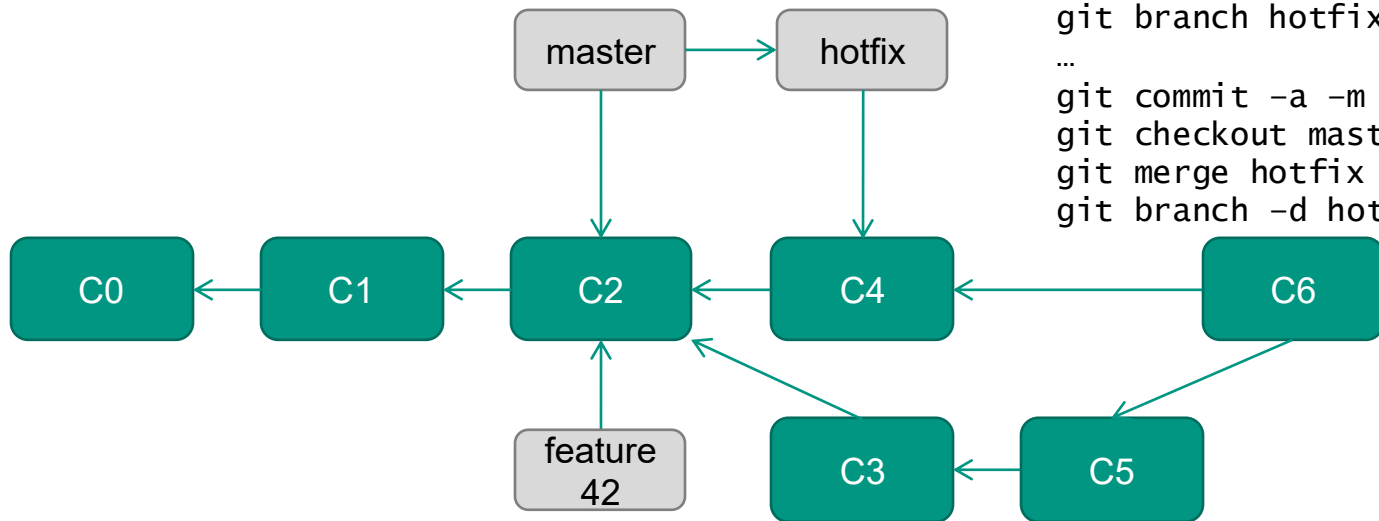 git branch hotfix
…
git commit –a –m
git checkout mast
git merge hotfix
git branch –d hot
master
hotfix
C0
C1
C2
C4
C6
feature
42
C3
C5